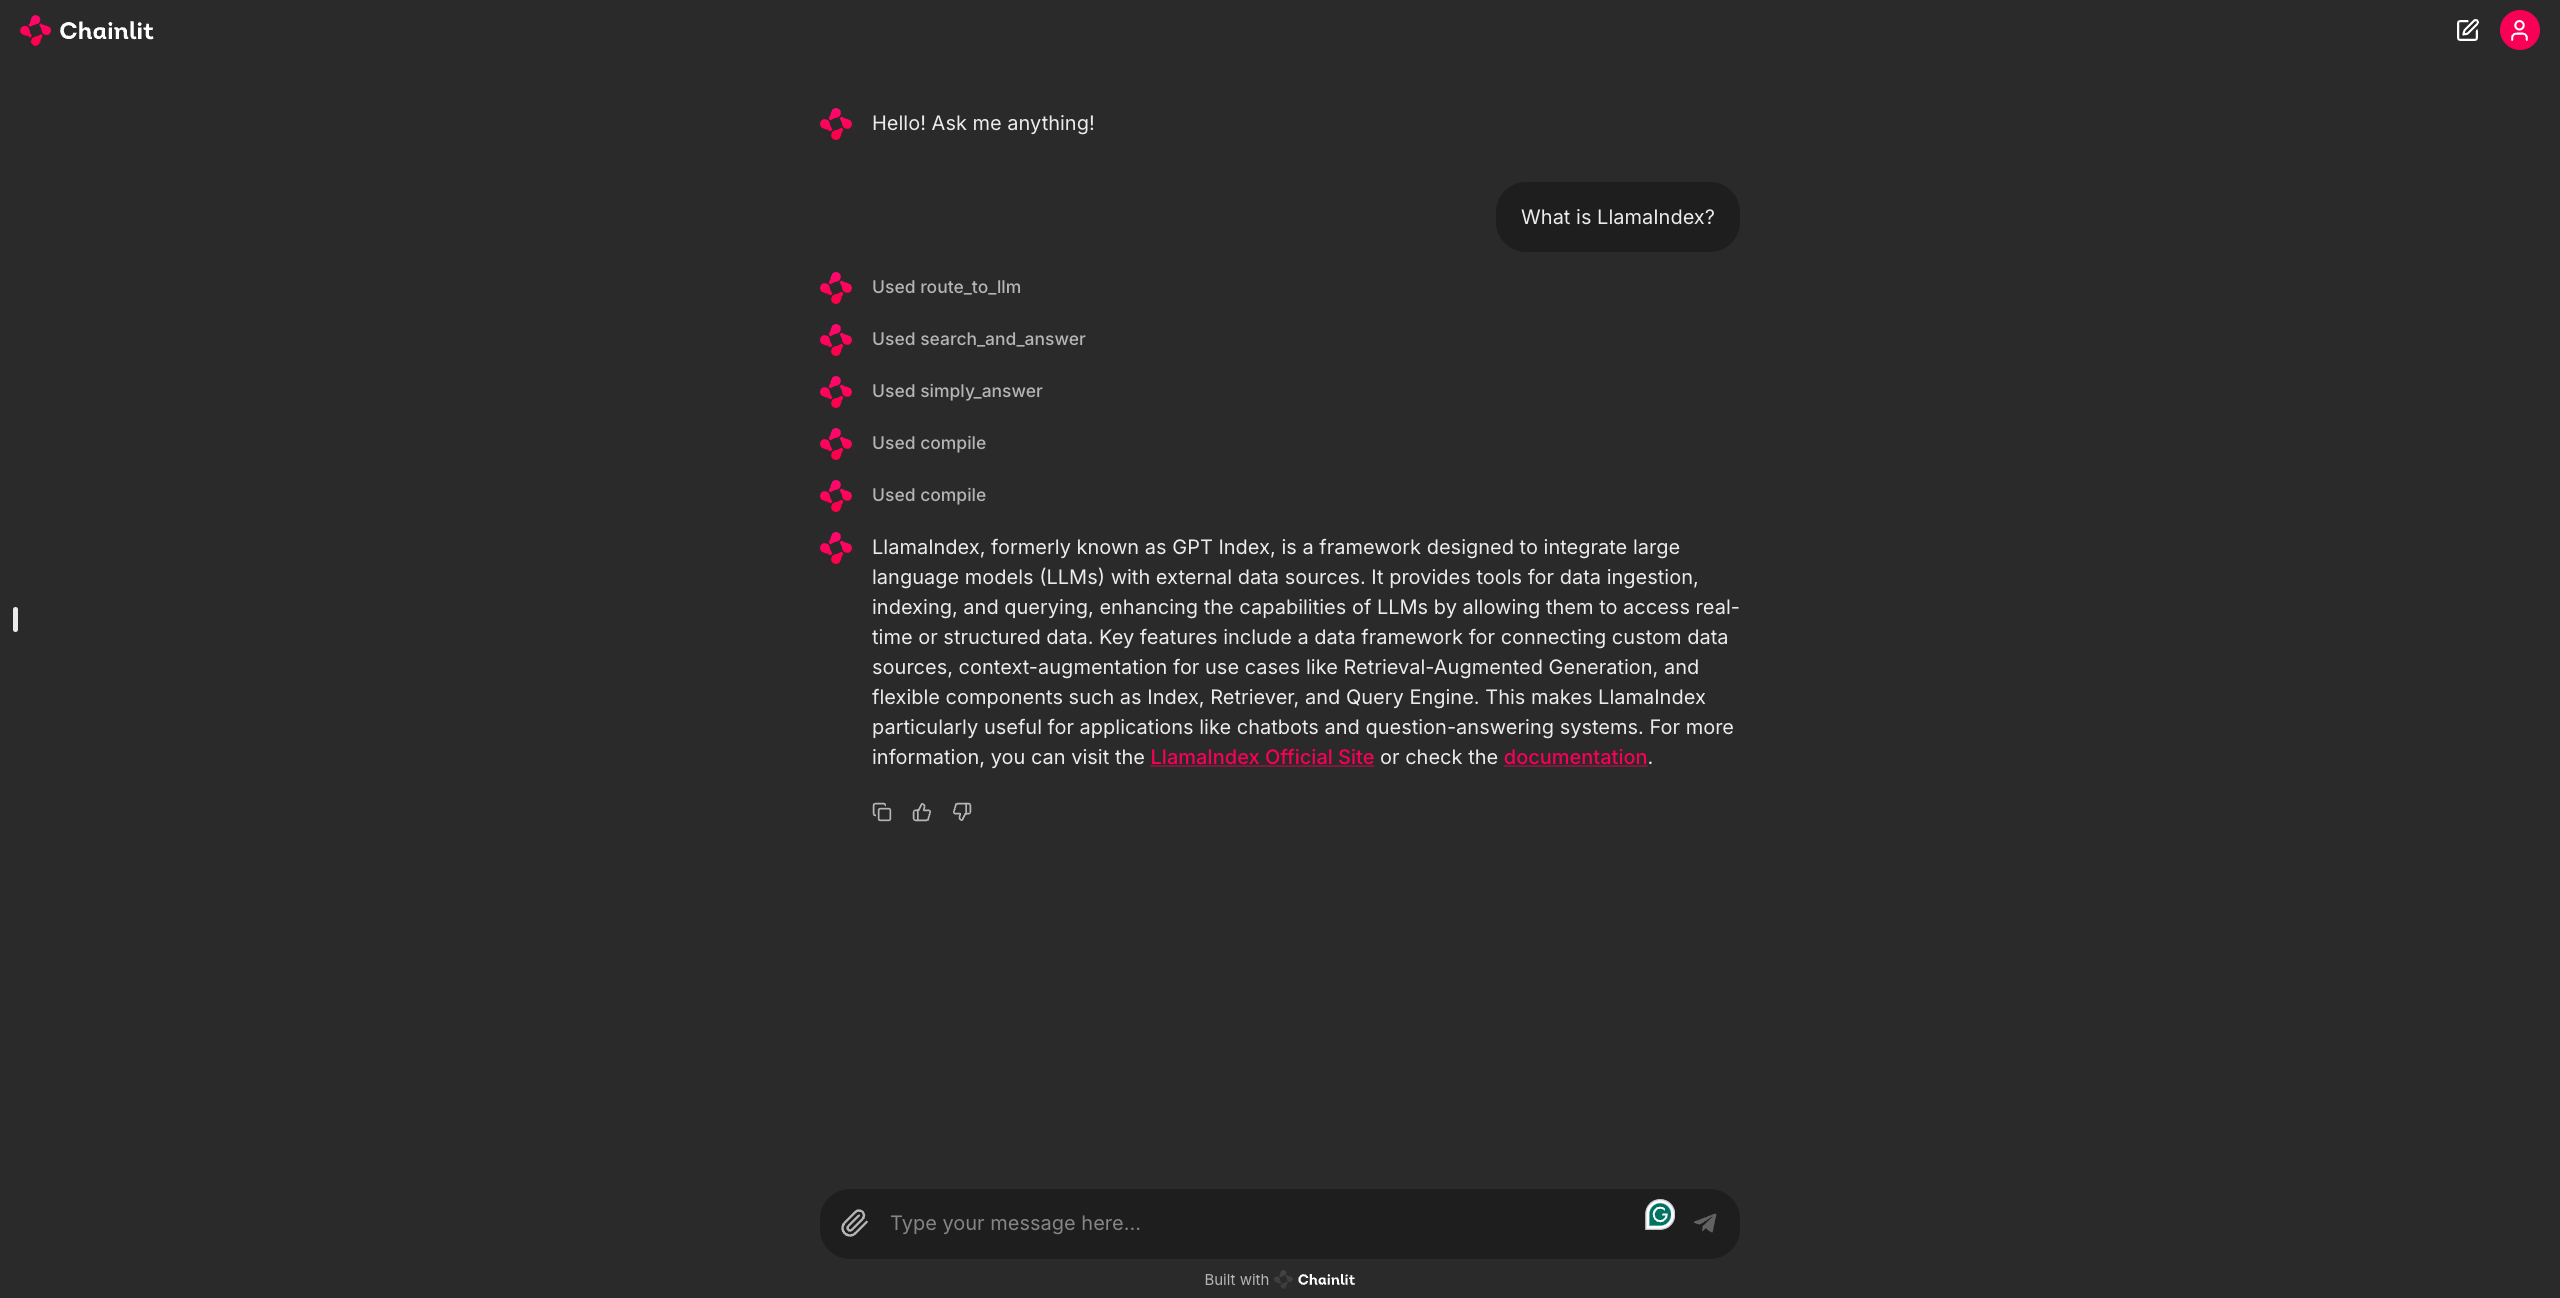 Chainlit
Hello! Ask me anything!
What is LlamaIndex?
Used route_to_llm
Used search_and_answer
Used simply_answer
Used compile
Used compile
LlamaIndex, formerly known as GPT Index, is a framework designed to integrate large
language models (LLMs) with external data sources. It provides tools for data ingestion,
indexing, and querying, enhancing the capabilities of LLMs by allowing them to access real-
time or structured data. Key features include a data framework for connecting custom data
sources, context-augmentation for use cases like Retrieval-Augmented Generation, and
flexible components such as Index, Retriever, and Query Engine. This makes LlamaIndex
particularly useful for applications like chatbots and question-answering systems. For more
information, you can visit the LlamaIndex Official Site or check the documentation.
Type your message here...
Built with Chainlit